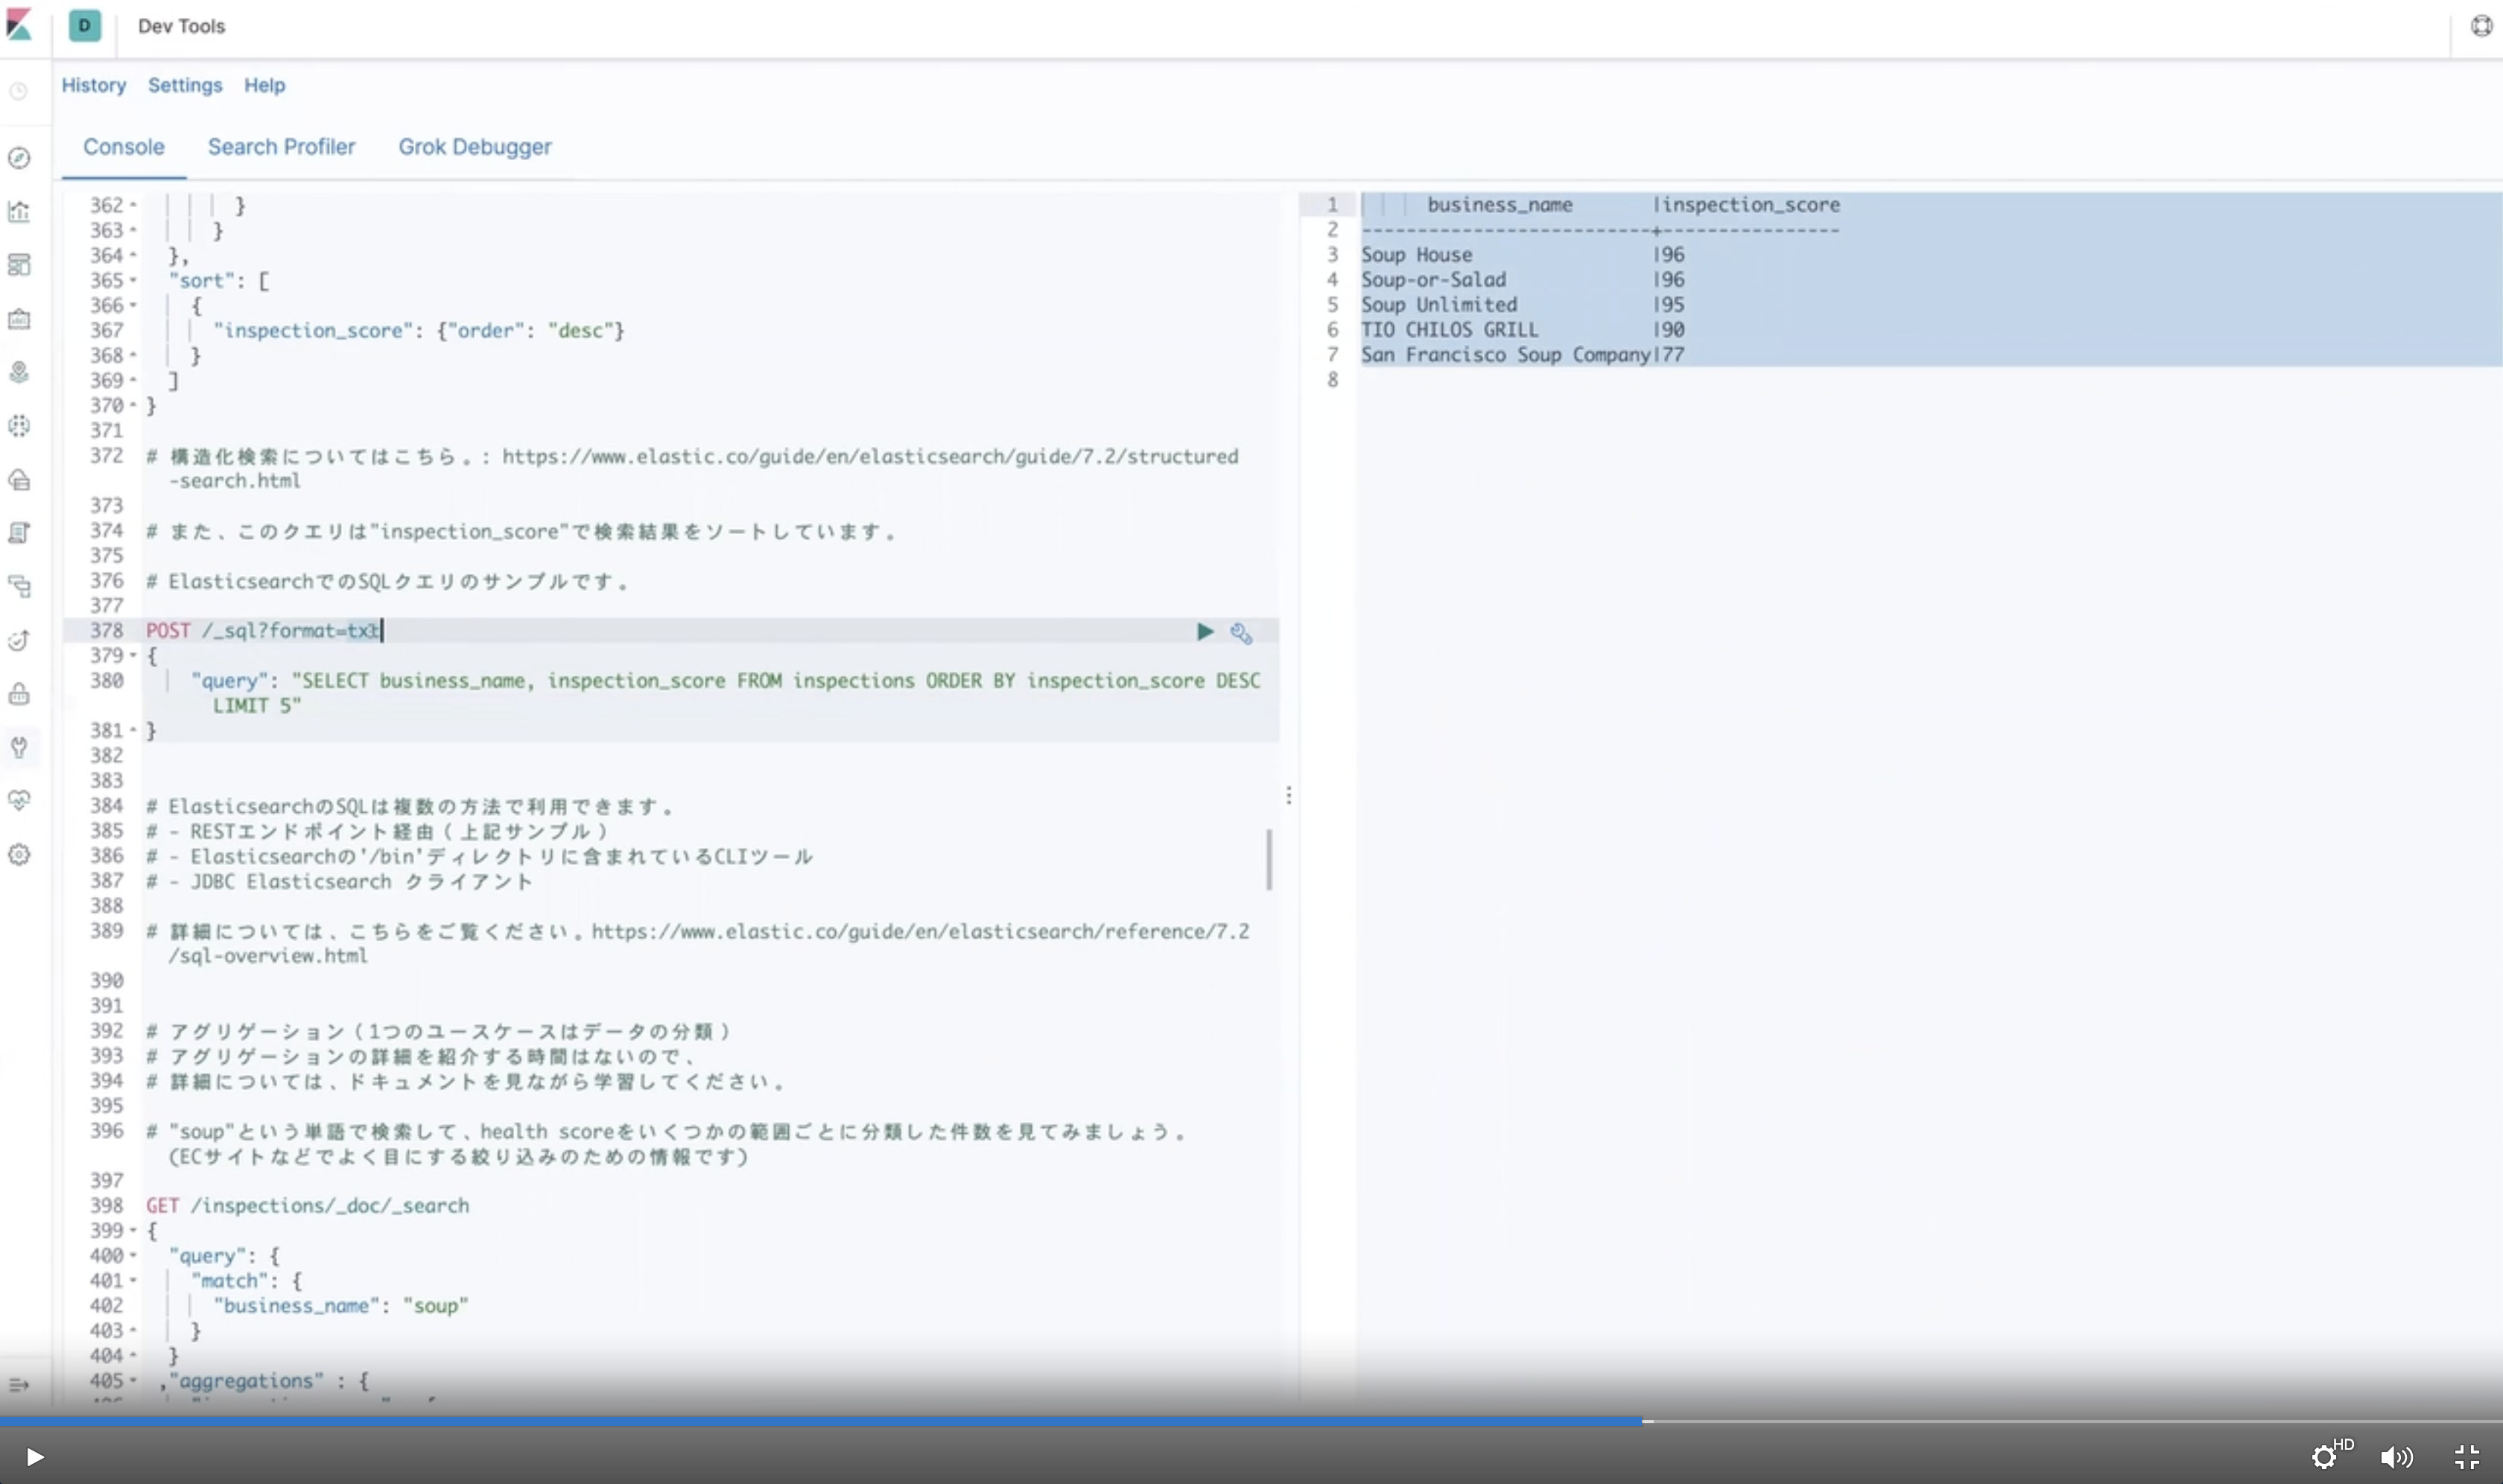 D
Dev Tools
History Settings Help
Console Search Profiler Grok Debugger
362 }
363 }
364 },
365 "sort": [
366 {
367 "inspection_score": {"order": "desc"}
368 }
369 ]
370 }
371
372 # 構造化検索についてはこちら。: https://www.elastic.co/guide/en/elasticsearch/guide/7.2/structured
-search.html
373
374 # また、このクエリは"inspection_score"で検索結果をソートしています。
375
376 # ElasticsearchでのSQLクエリのサンプルです。
377
378 POST /_sql?format=txt
379 {
380 "query": "SELECT business_name, inspection_score FROM inspections ORDER BY inspection_score DESC
LIMIT 5"
381 }
382
383
384 # ElasticsearchのSQLは複数の方法で利用できます。
385 # - RESTエンドポイント経由(上記サンプル)
386 # - Elasticsearchの'/bin'ディレクトリに含まれているCLIツール
387 # - JDBC Elasticsearch クライアント
388
389 # 詳細については、こちらをご覧ください。https://www.elastic.co/guide/en/elasticsearch/reference/7.2
/sql-overview.html
390
391
392 # アグリゲーション(1つのユースケースはデータの分類)
393 # アグリゲーションの詳細を紹介する時間はないので、
394 # 詳細については、ドキュメントを見ながら学習してください。
395
396 # "soup"という単語で検索して、health scoreをいくつかの範囲ごとに分類した件数を見てみましょう。
(ECサイトなどでよく目にする絞り込みのための情報です)
397
398 GET /inspections/_doc/_search
399 {
400 "query": {
401 "match": {
402 "business_name": "soup"
403 }
404 }
405 ,"aggregations" : {
1 business_name |inspection_score
2 --------------------------+----------------
3 Soup House |96
4 Soup-or-Salad |96
5 Soup Unlimited |95
6 TIO CHILOS GRILL |90
7 San Francisco Soup Company|77
8
HD